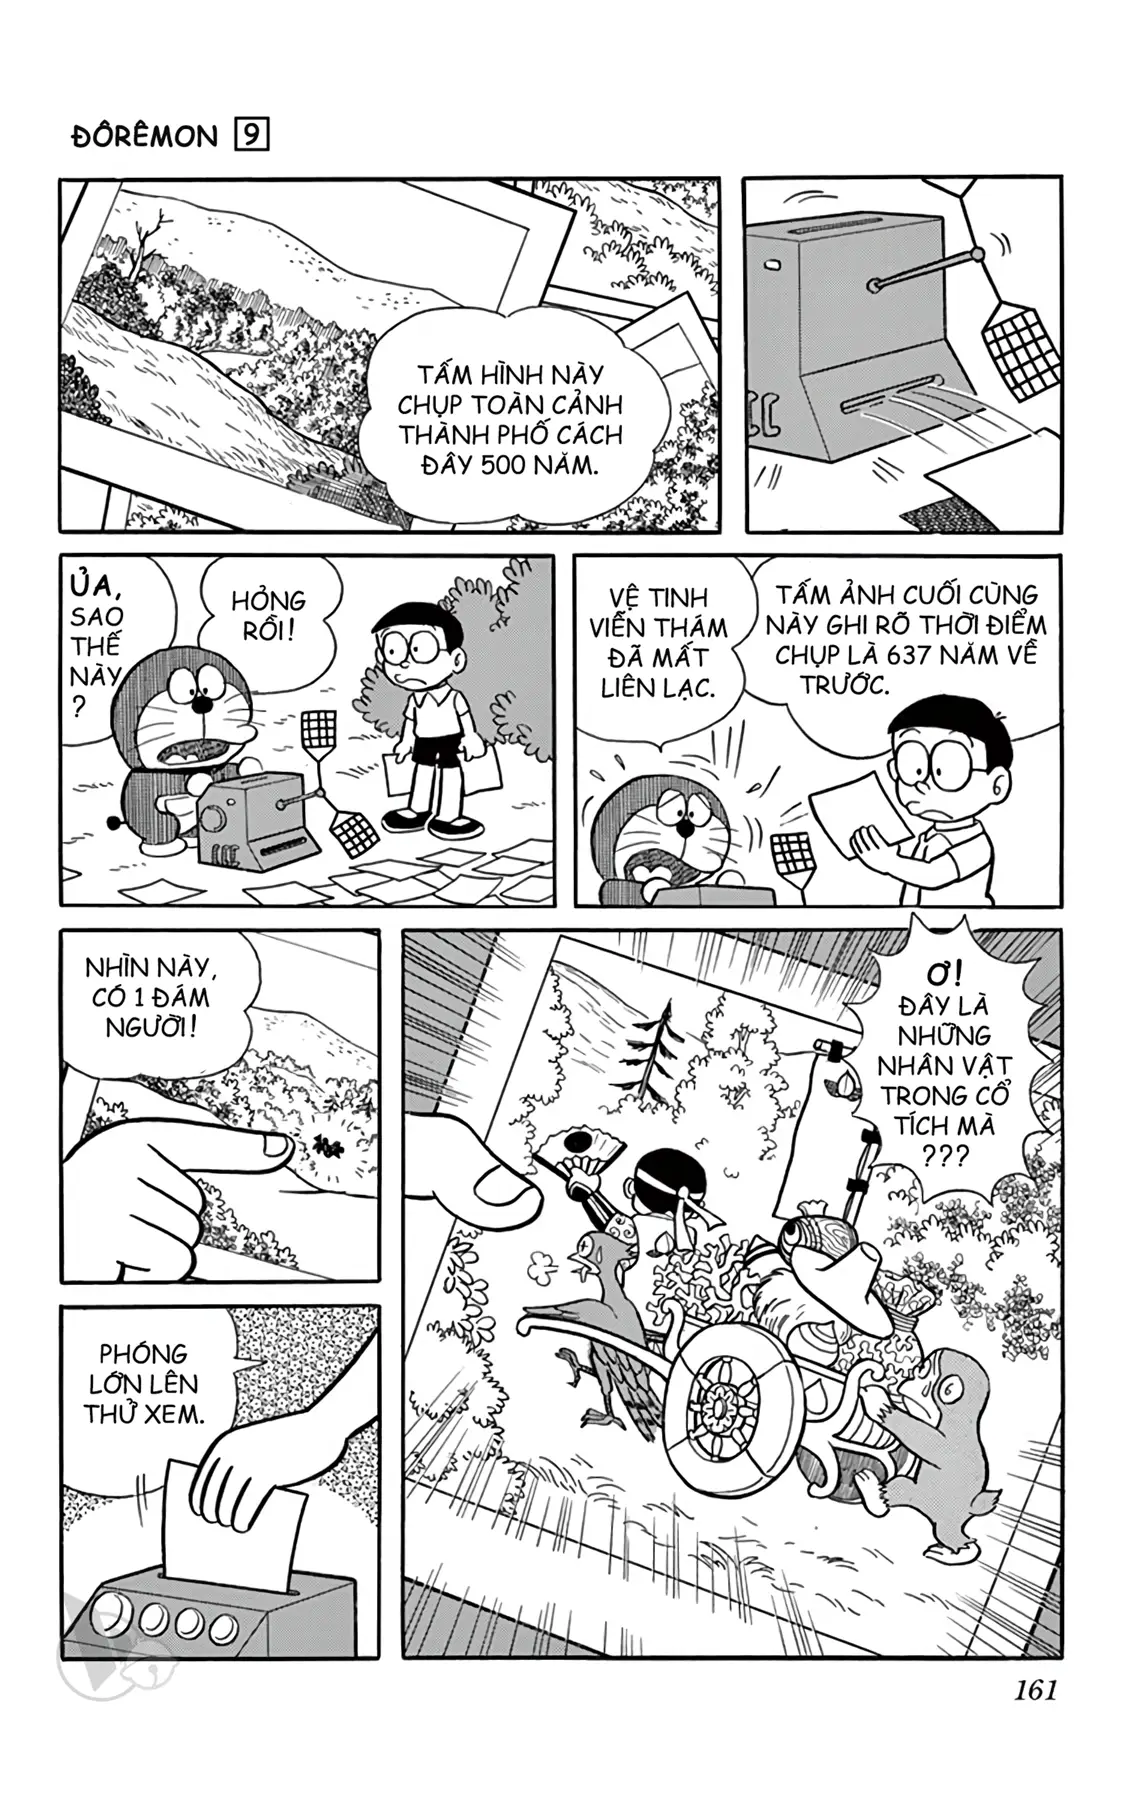 ĐÔRÊMON 9
TẤM HÌNH NÀY
CHỤP TOÀN CẢNH
THÀNH PHỐ CÁCH
ĐÂY 500 NĂM.
ỦA,
SAO
THẾ
NÀY
?
HỎNG
RỒI!
VỆ TINH
VIỄN THÁM
ĐÃ MẤT
LIÊN LẠC.
TẤM ẢNH CUỐI CÙNG
NÀY GHI RÕ THỜI ĐIỂM
CHỤP LÀ 637 NĂM VỀ
TRƯỚC.
NHÌN NÀY,
CÓ 1 ĐÁM
NGƯỜI!
PHÓNG
LỚN LÊN
THỬ XEM.
Ơ!
ĐÂY LÀ
NHỮNG
NHÂN VẬT
TRONG CỔ
TÍCH MÀ
???
161